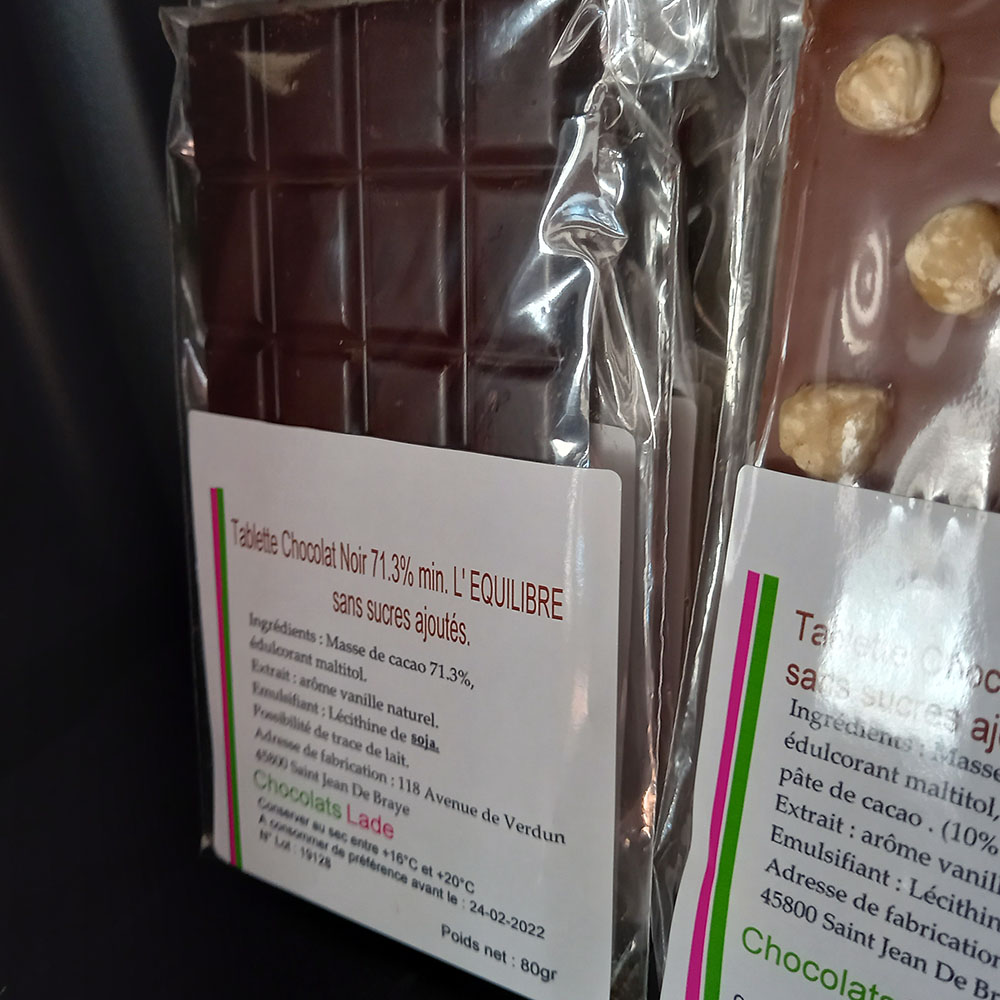 Tablette Chocolat Noir 71.3% min. L' EQUILIBRE
sans sucres ajoutés.
Ingrédients : Masse de cacao 71.3%,
édulcorant maltitol.
Extrait : arôme vanille naturel.
Emulsifiant : Lécithine de soja.
Possibilité de trace de lait.
Adresse de fabrication : 118 Avenue de Verdun
45800 Saint Jean De Braye
Chocolats Lade
Conserver au sec entre +16°C et +20°C
A consommer de préférence avant le : 24-02-2022
N° Lot : 19128
Poids net : 80gr
Tablette Choc
sans sucres aj
Ingrédients : Masse
édulcorant maltitol,
pâte de cacao . (10%
Extrait : arôme vanill
Emulsifiant : Lécithin
Adresse de fabrication
45800 Saint Jean De Br
Chocolats